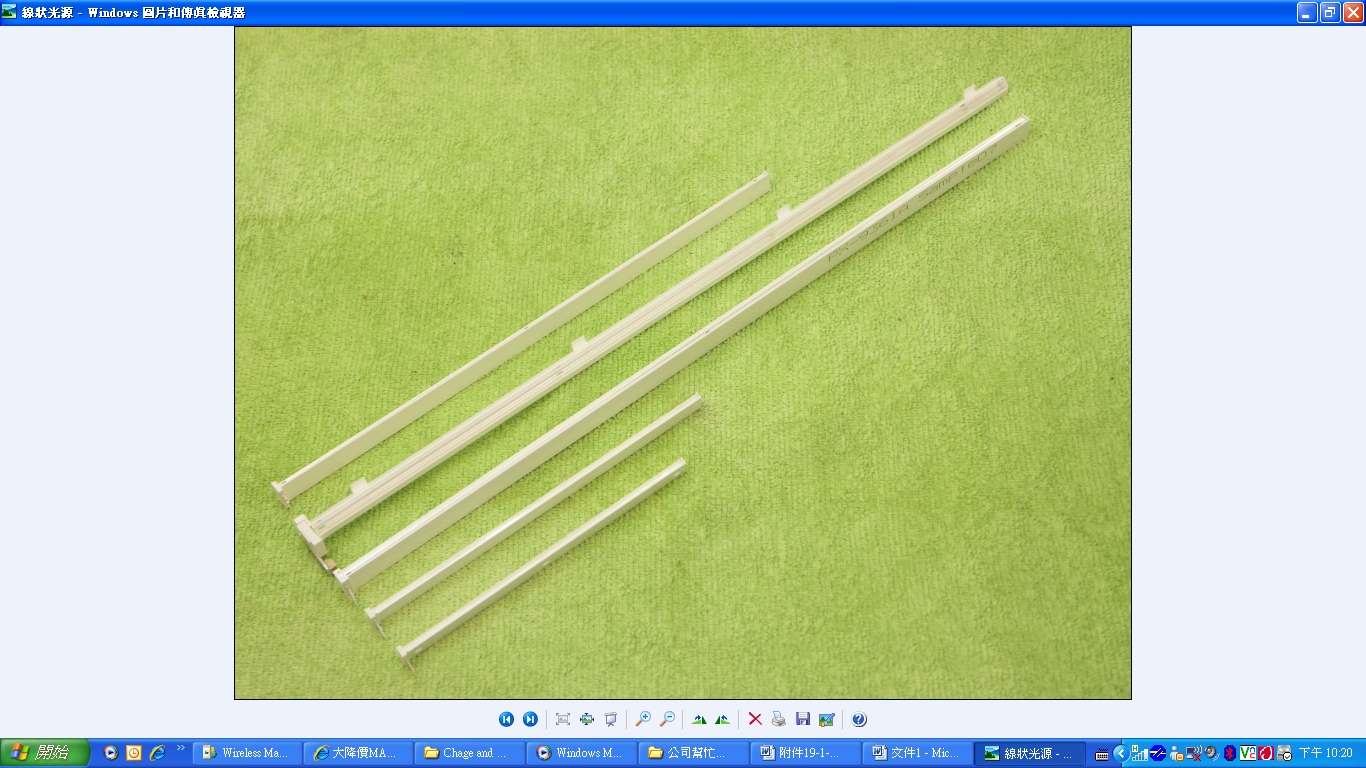 線狀光源 - Windows 圖片和傳真檢視器
開始
Wireless Ma...
大降價MA...
Chage and ...
Windows M...
公司幫忙...
附件19-1-...
文件1 - Mic...
線狀光源 - ...
下午 10:20